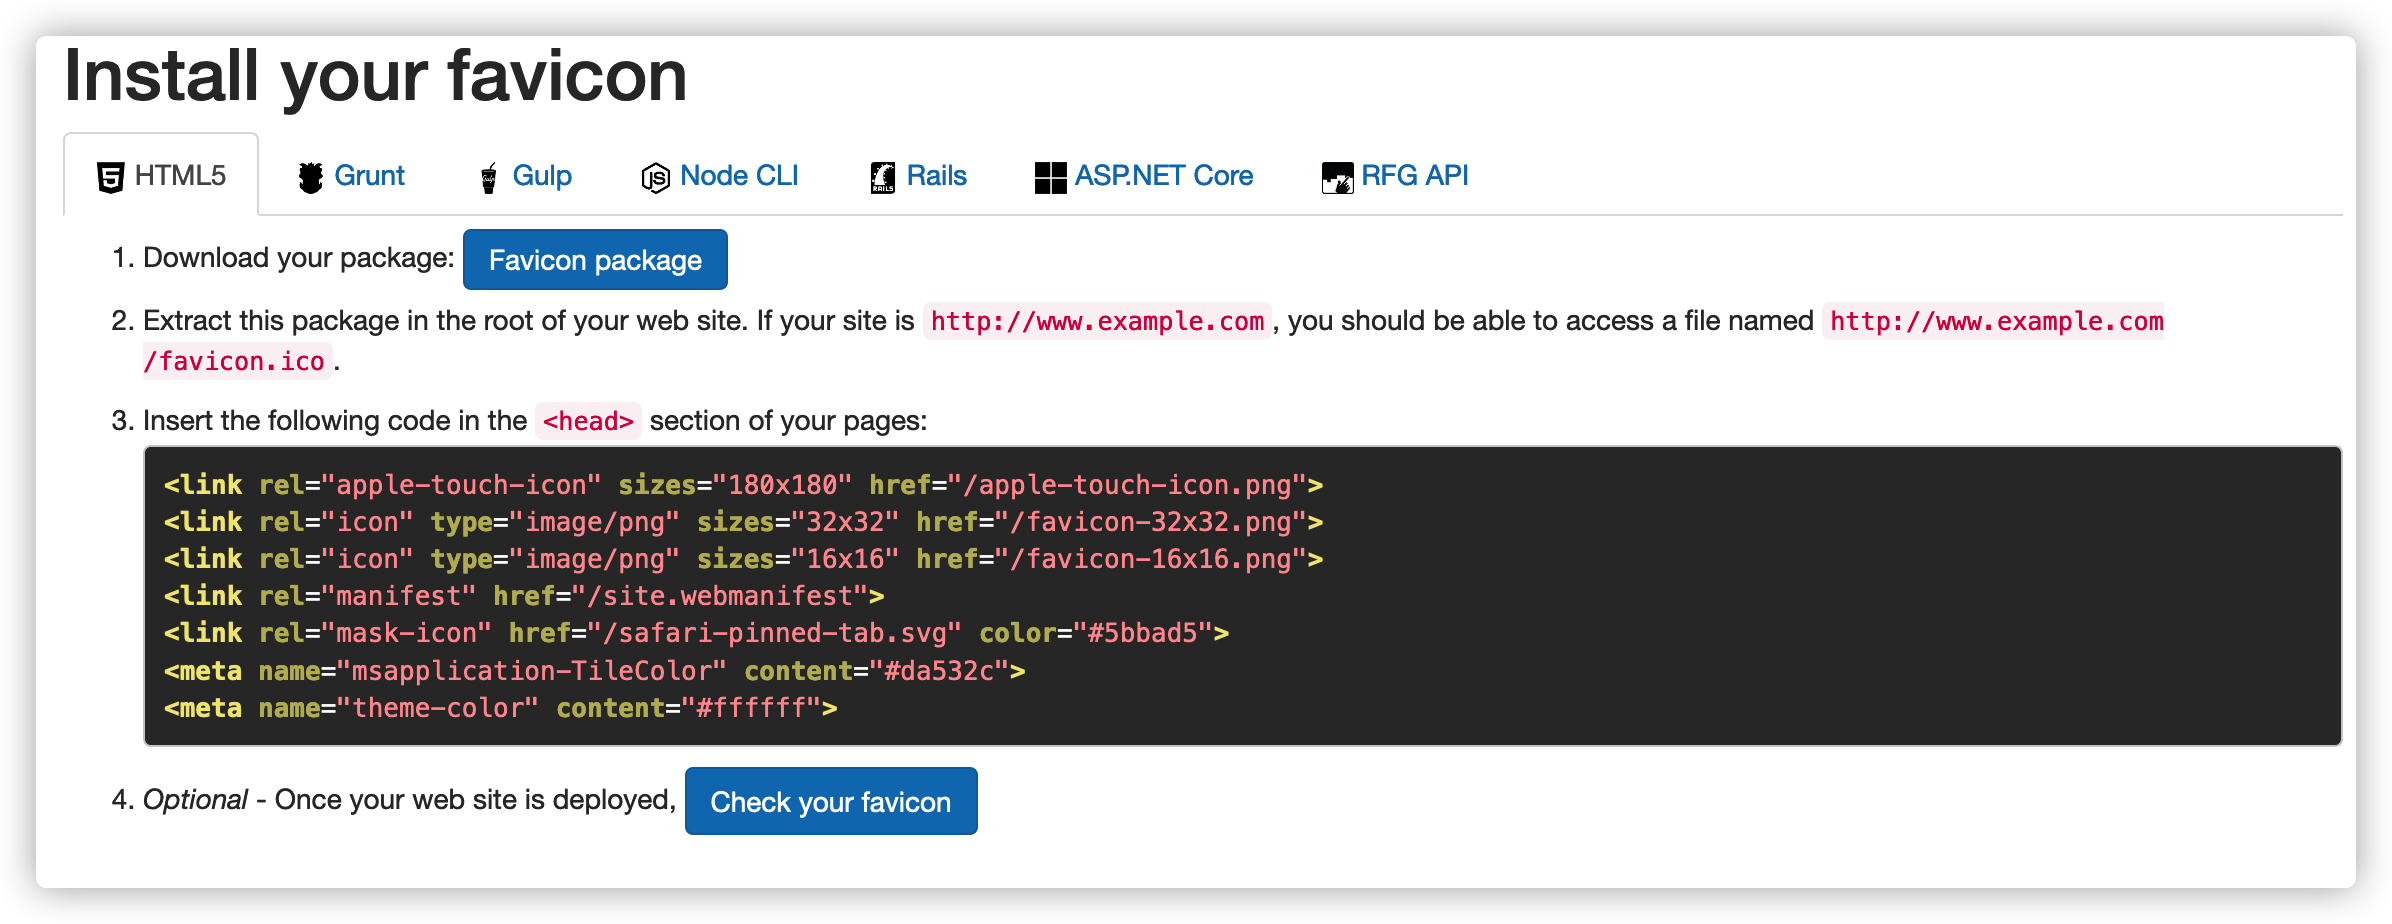 Install your favicon
HTML5 Grunt Gulp Node CLI Rails ASP.NET Core RFG API
1. Download your package: Favicon package
2. Extract this package in the root of your web site. If your site is http://www.example.com, you should be able to access a file named http://www.example.com
/favicon.ico.
3. Insert the following code in the <head> section of your pages:
<link rel="apple-touch-icon" sizes="180x180" href="/apple-touch-icon.png">
<link rel="icon" type="image/png" sizes="32x32" href="/favicon-32x32.png">
<link rel="icon" type="image/png" sizes="16x16" href="/favicon-16x16.png">
<link rel="manifest" href="/site.webmanifest">
<link rel="mask-icon" href="/safari-pinned-tab.svg" color="#5bbad5">
<meta name="msapplication-TileColor" content="#da532c">
<meta name="theme-color" content="#ffffff">
4. Optional - Once your web site is deployed, Check your favicon